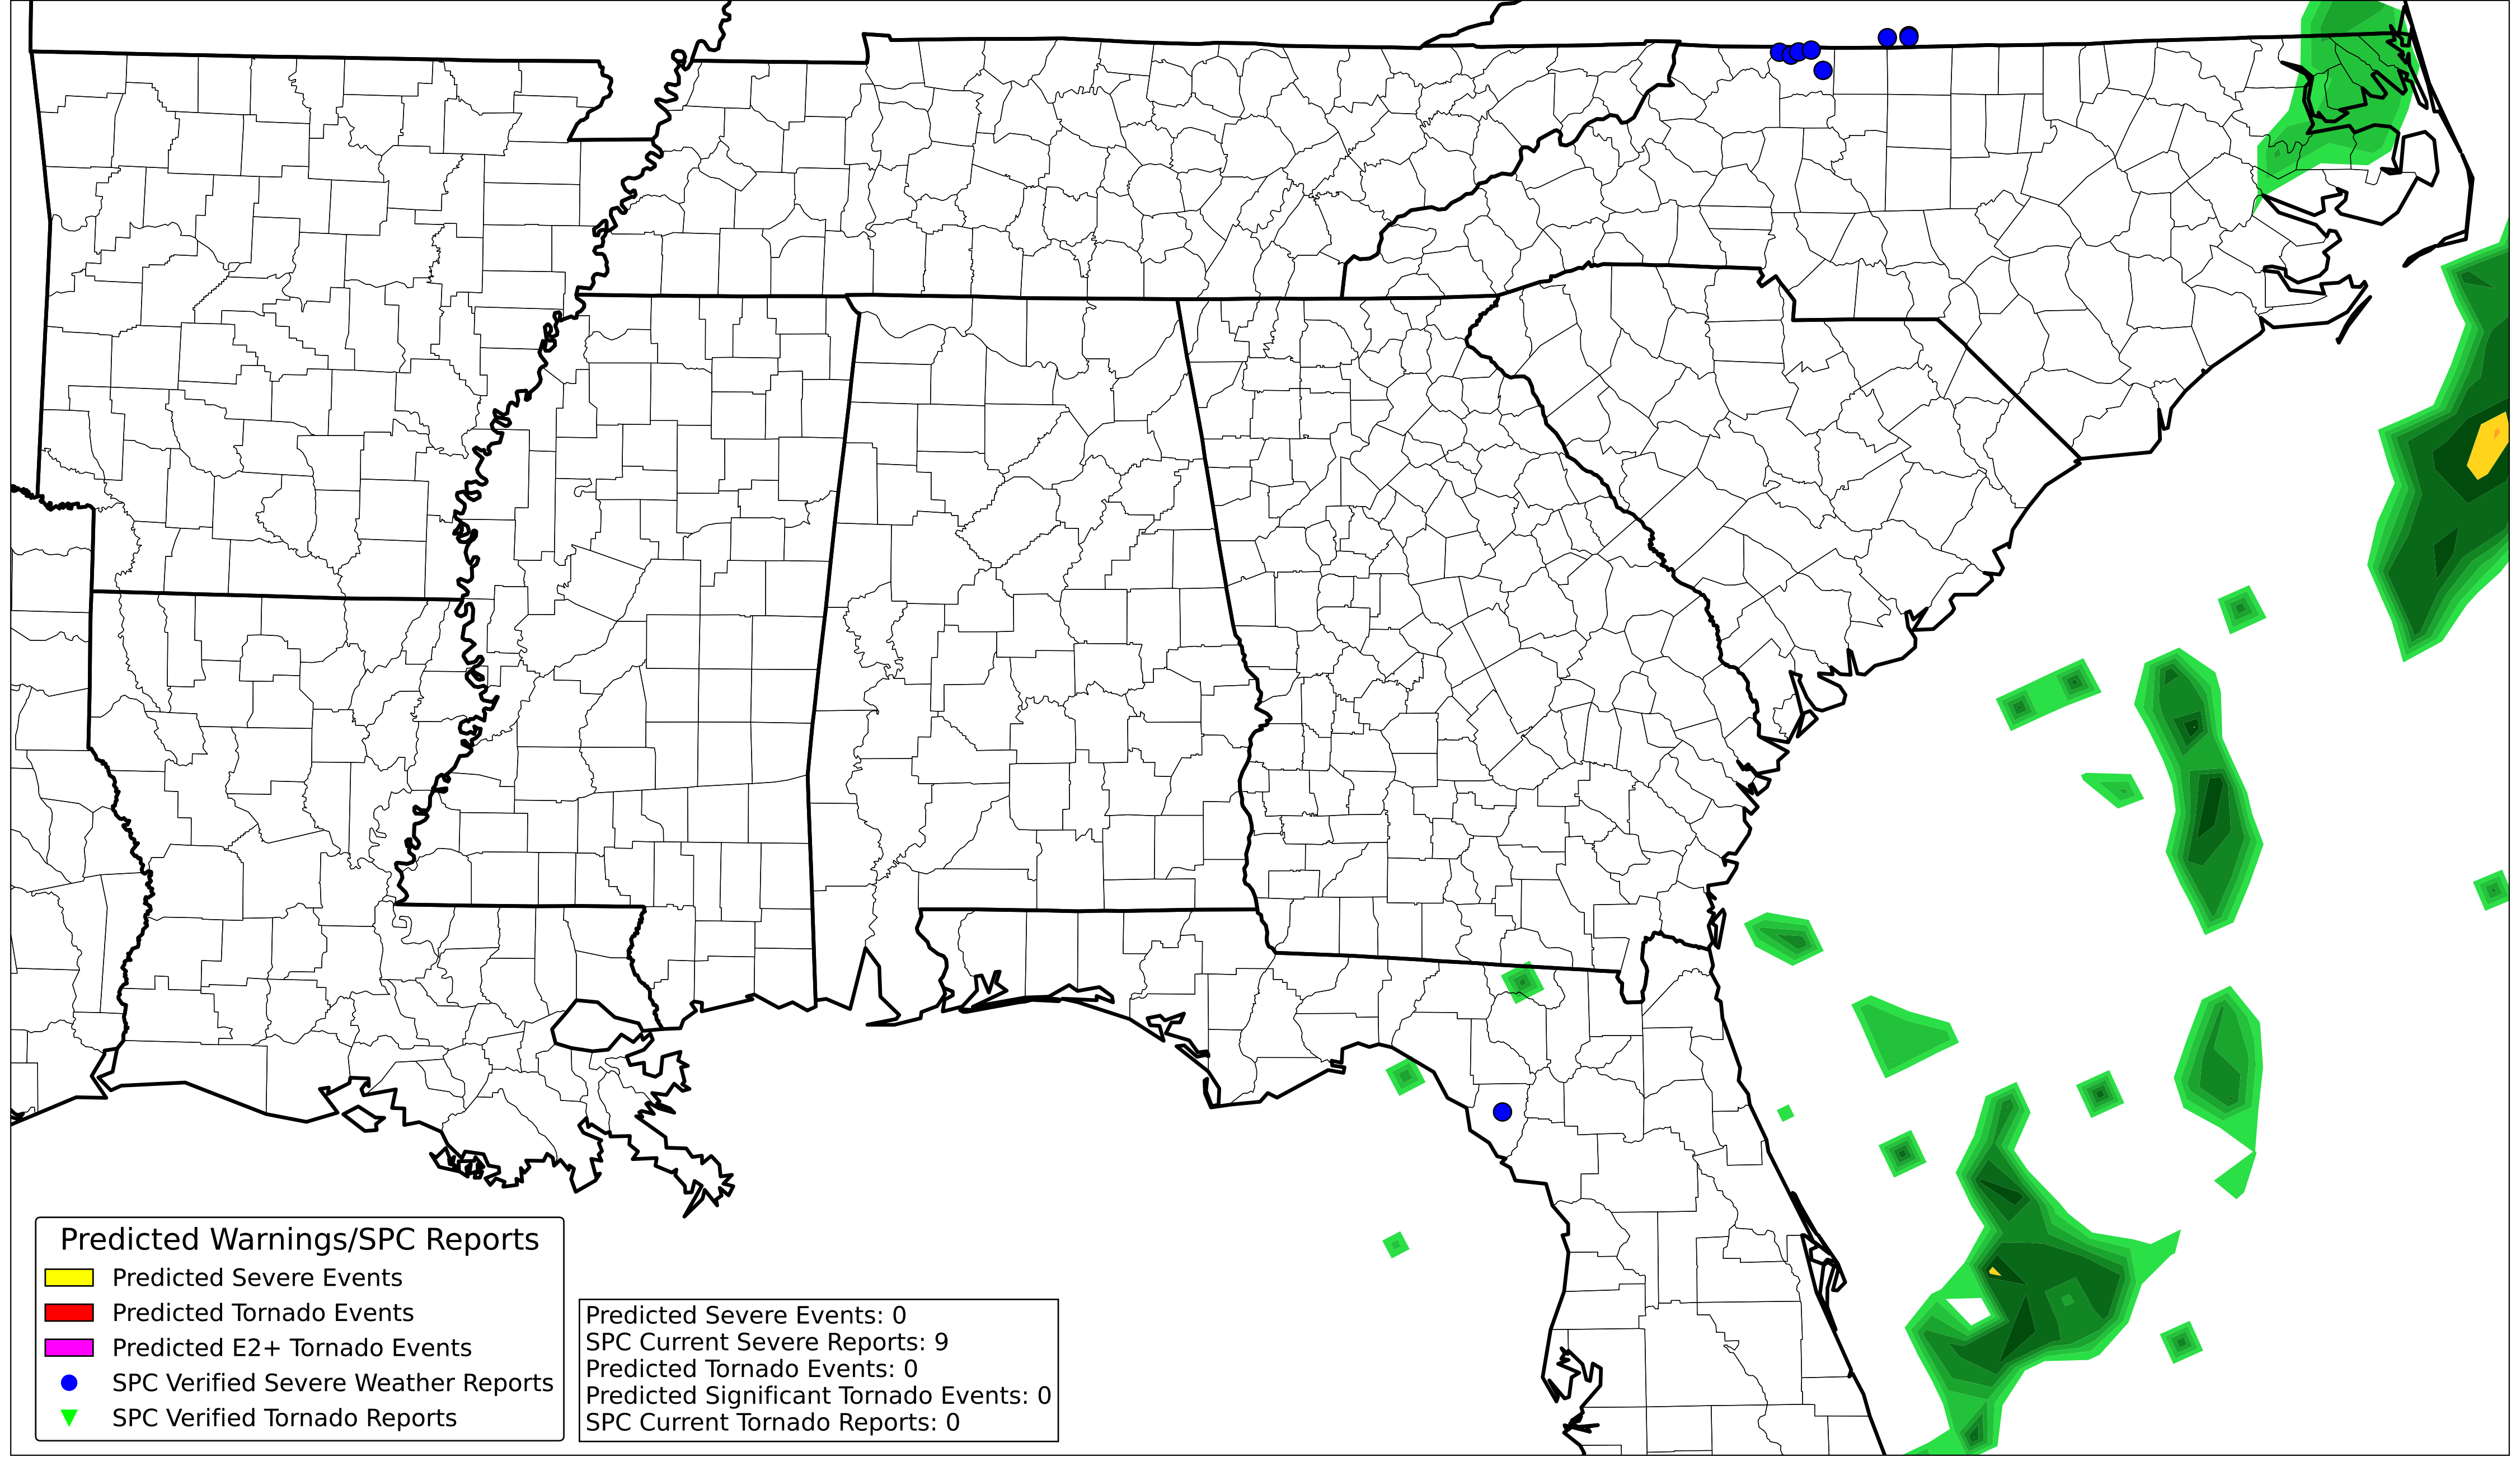 Predicted Warnings/SPC Reports
Predicted Severe Events
Predicted Tornado Events
Predicted E2+ Tornado Events
SPC Verified Severe Weather Reports
SPC Verified Tornado Reports
Predicted Severe Events: 0
SPC Current Severe Reports: 9
Predicted Tornado Events: 0
Predicted Significant Tornado Events: 0
SPC Current Tornado Reports: 0